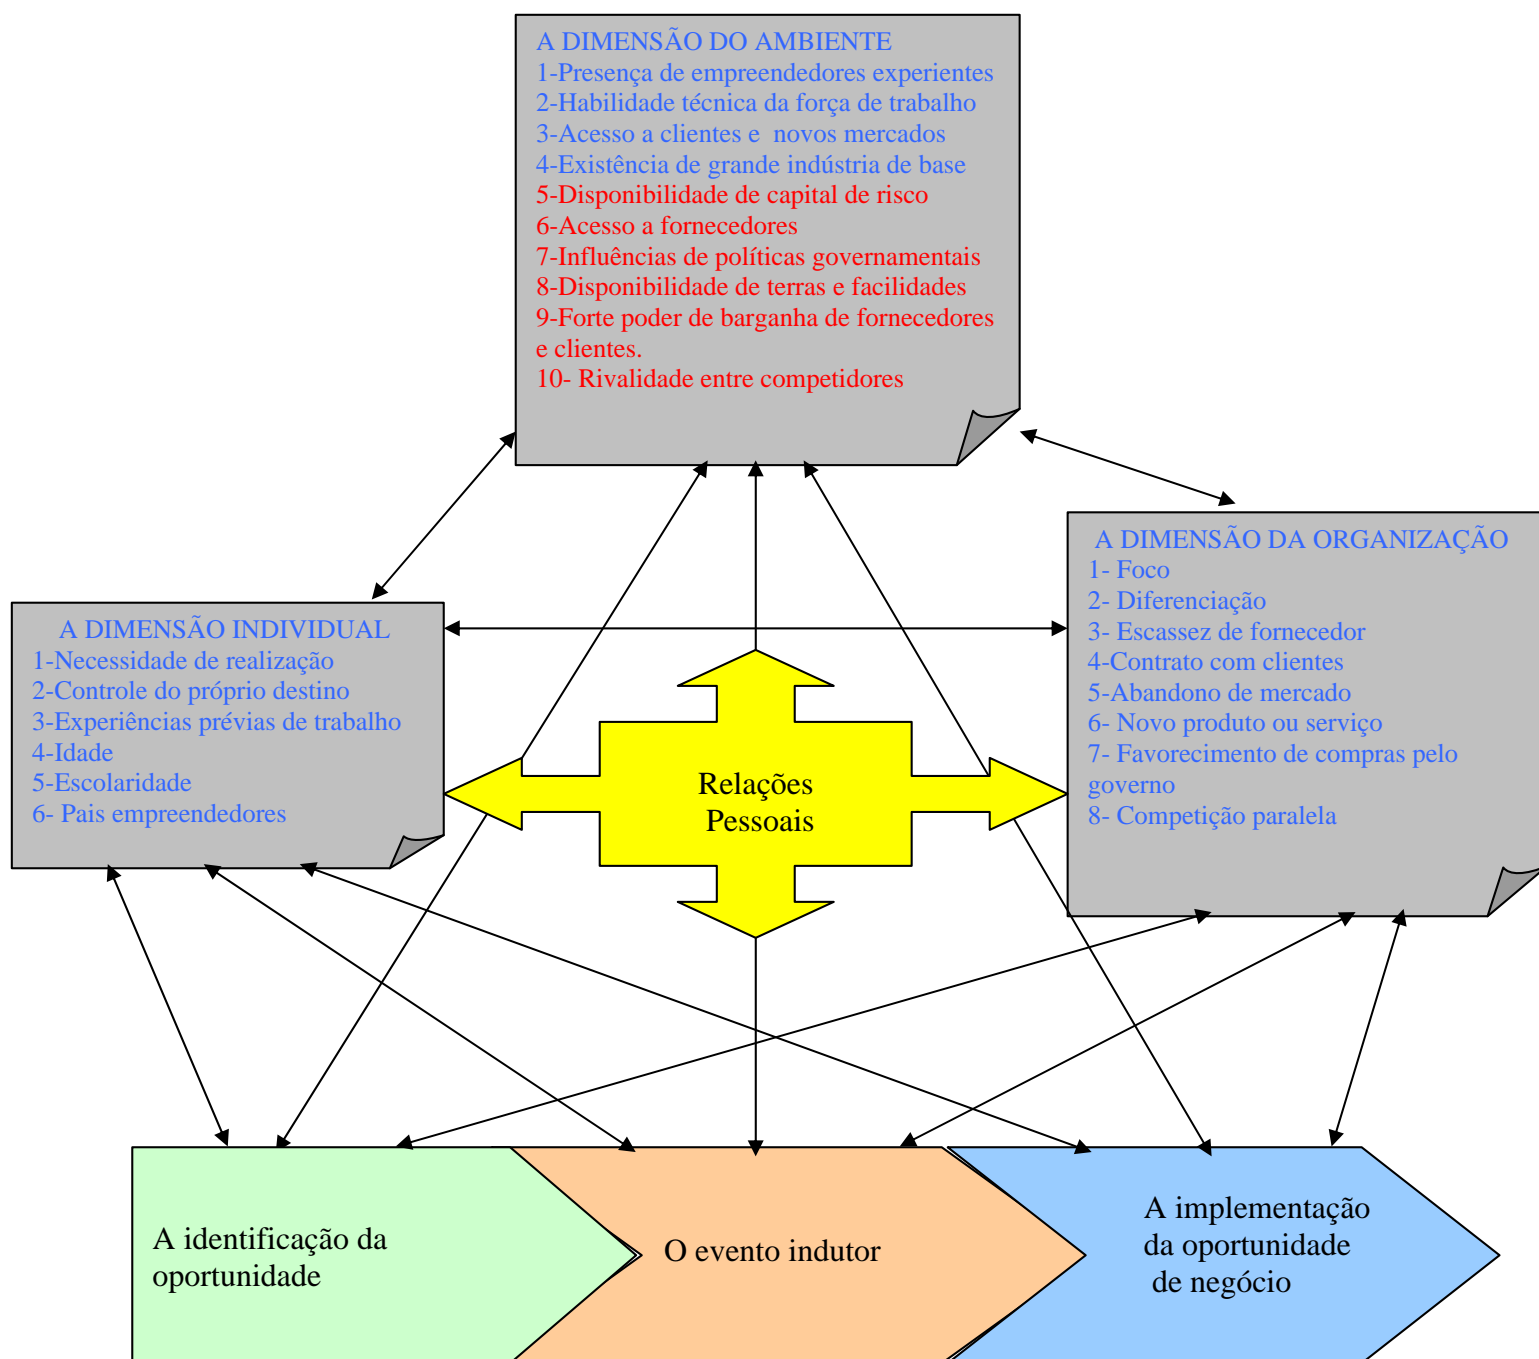 A DIMENSÃO DO AMBIENTE
1-Presença de empreendedores experientes
2-Habilidade técnica da força de trabalho
3-Acesso a clientes e  novos mercados
4-Existência de grande indústria de base
5-Disponibilidade de capital de risco
6-Acesso a fornecedores
7-Influências de políticas governamentais
8-Disponibilidade de terras e facilidades
9-Forte poder de barganha de fornecedores
e clientes.
10- Rivalidade entre competidores
A DIMENSÃO INDIVIDUAL
1-Necessidade de realização
2-Controle do próprio destino
3-Experiências prévias de trabalho
4-Idade
5-Escolaridade
6- Pais empreendedores
Relações
Pessoais
A DIMENSÃO DA ORGANIZAÇÃO
1- Foco
2- Diferenciação
3- Escassez de fornecedor
4-Contrato com clientes
5-Abandono de mercado
6- Novo produto ou serviço
7- Favorecimento de compras pelo
governo
8- Competição paralela
A identificação da
oportunidade
O evento indutor
A implementação
da oportunidade
de negócio